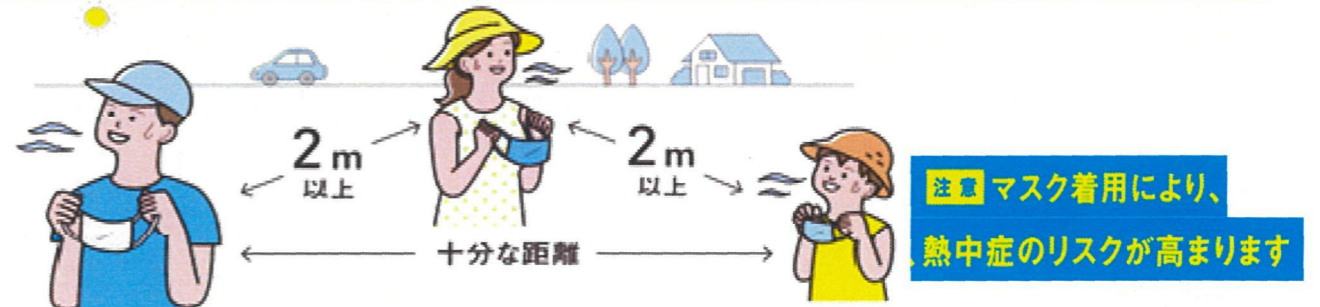 2m
以上
2m
以上
十分な距離
注意 マスク着用により、
熱中症のリスクが高まります